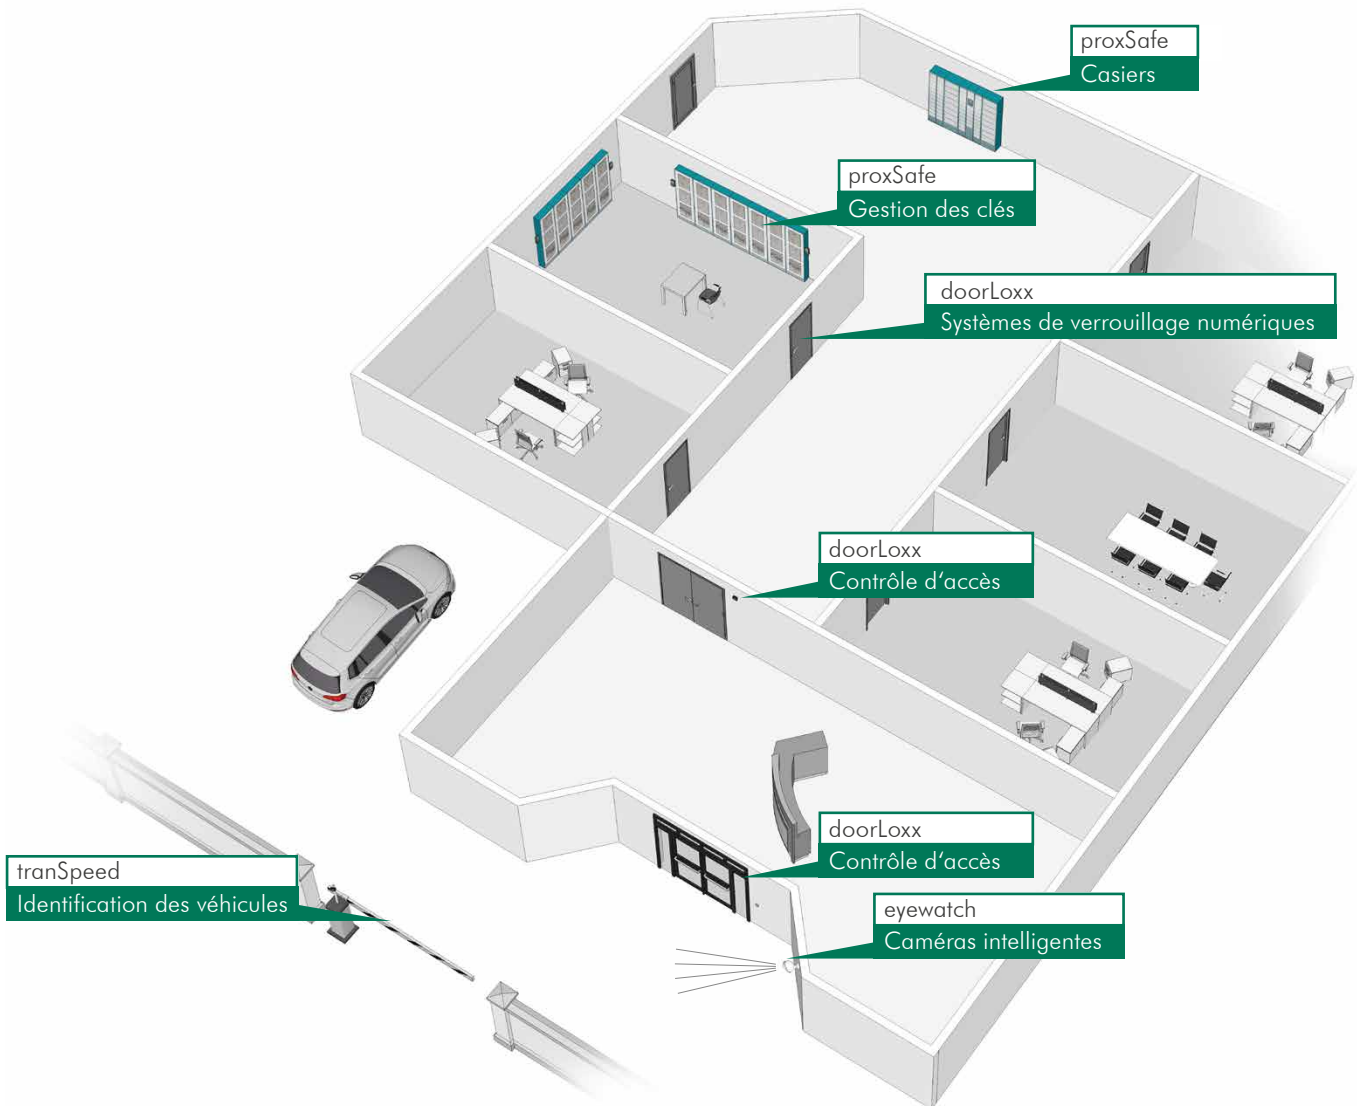 proxSafe
Casiers
proxSafe
Gestion des clés
doorLoxx
Systèmes de verrouillage numériques
doorLoxx
Contrôle d‘accès
doorLoxx
Contrôle d‘accès
tranSpeed
Identification des véhicules
eyewatch
Caméras intelligentes